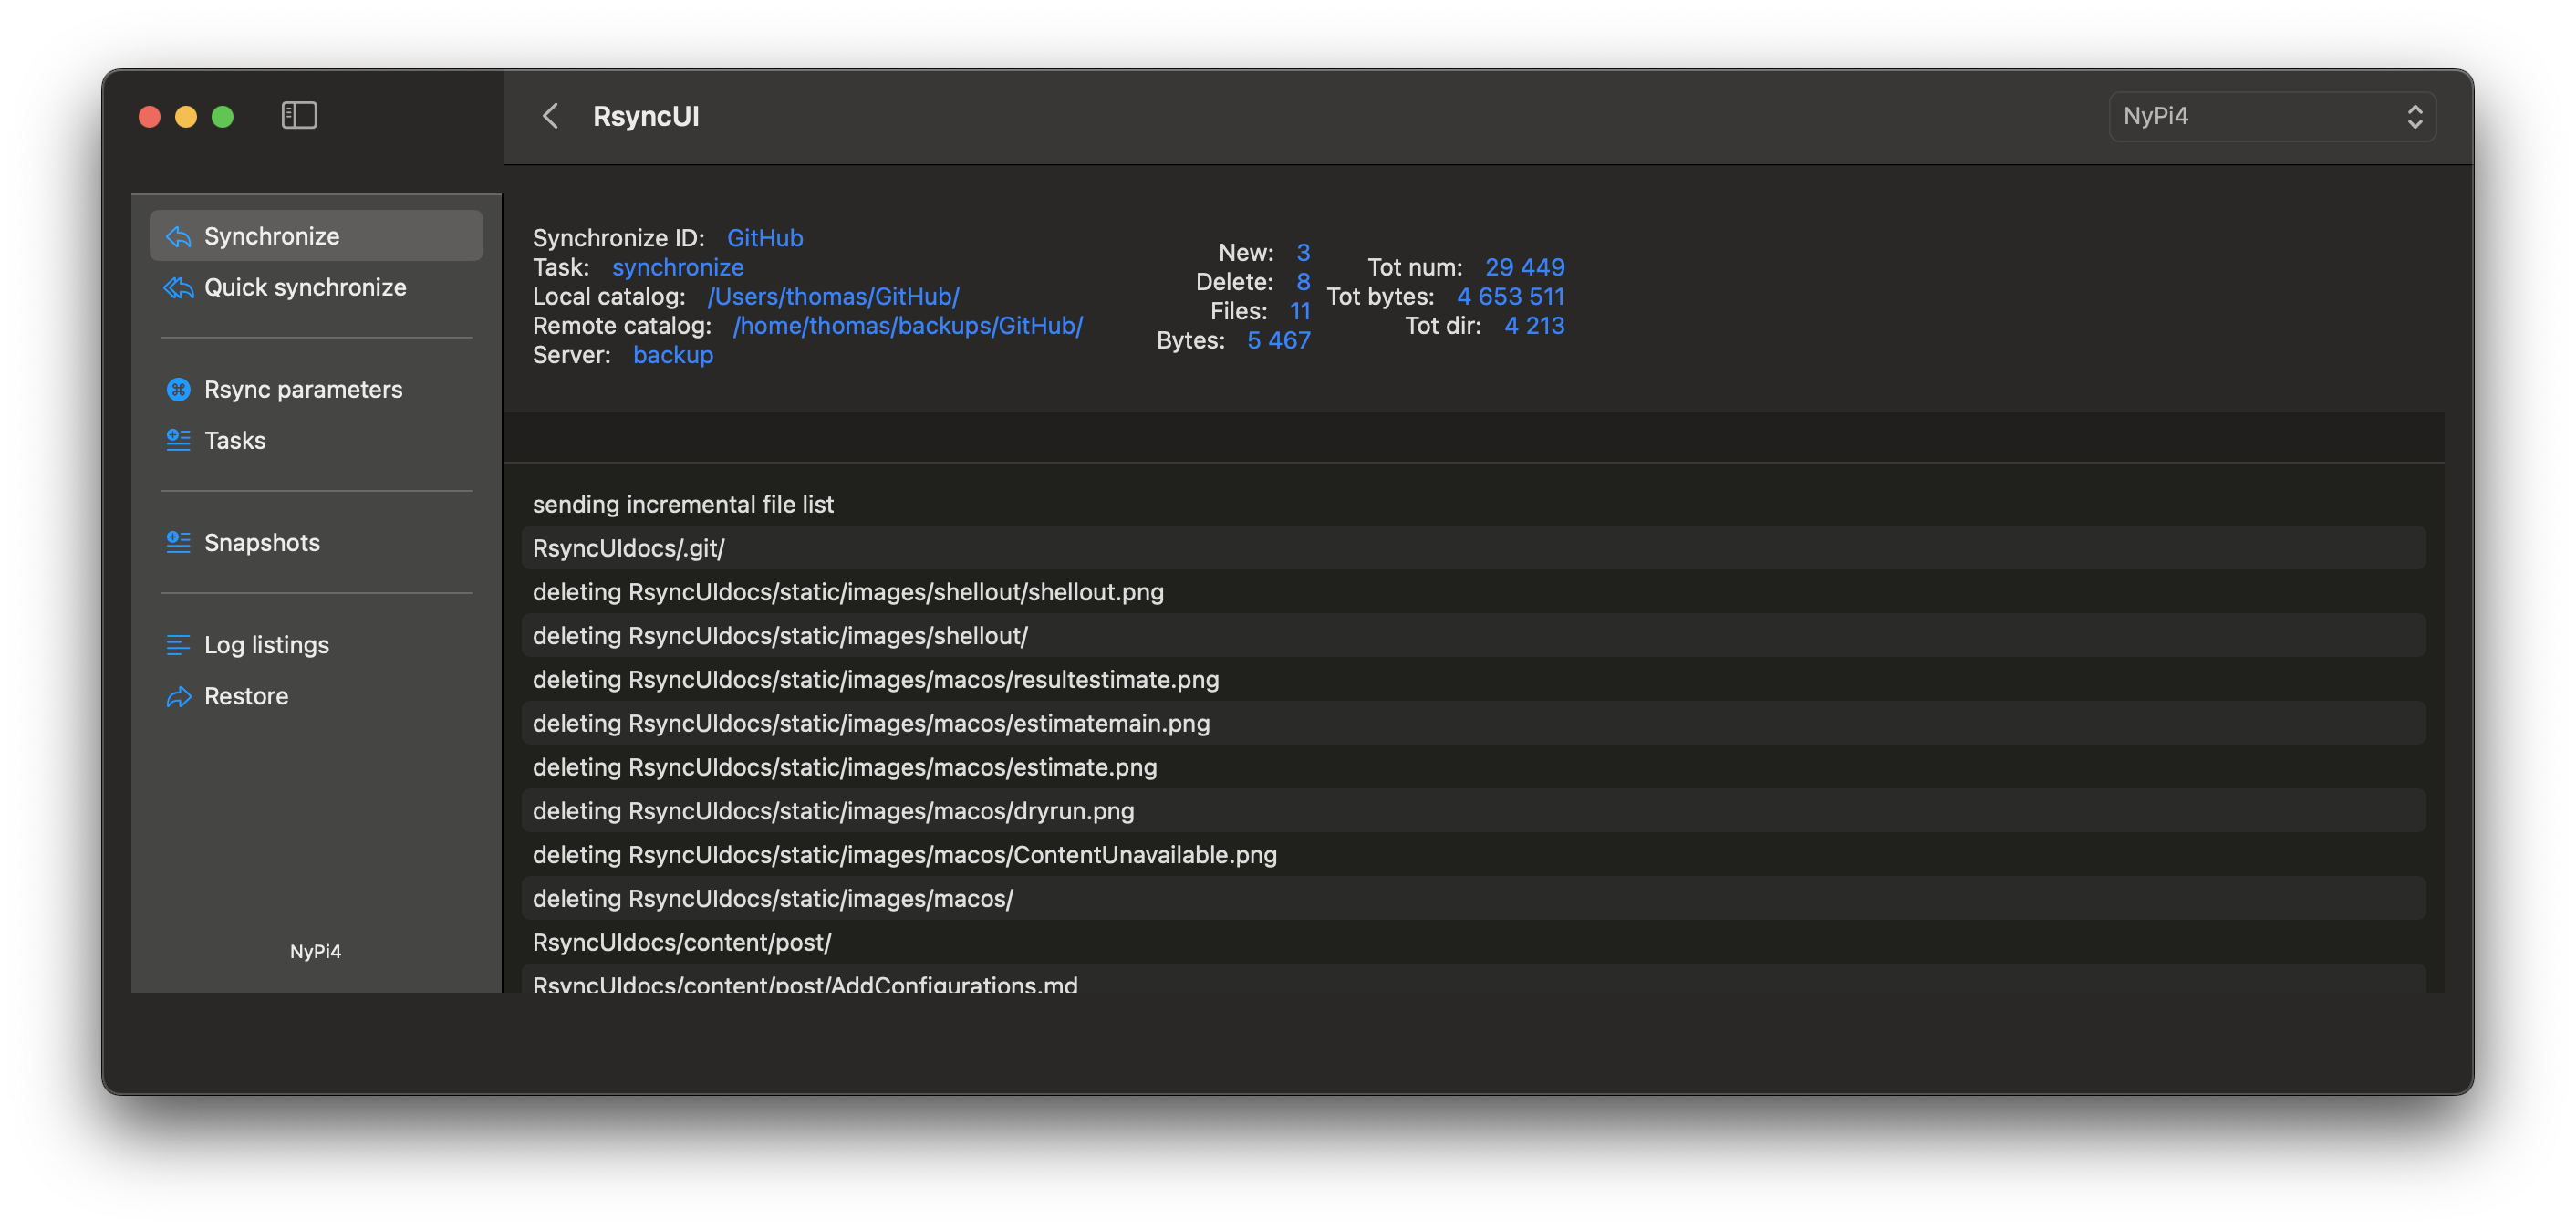 RsyncUI
NyPi4
Synchronize
Quick synchronize
Rsync parameters
Tasks
Snapshots
Log listings
Restore
NyPi4
Synchronize ID: GitHub
Task: synchronize
Local catalog: /Users/thomas/GitHub/
Remote catalog: /home/thomas/backups/GitHub/
Server: backup
New: 3
Delete: 8
Files: 11
Bytes: 5 467
Tot num: 29 449
Tot bytes: 4 653 511
Tot dir: 4 213
sending incremental file list
RsyncUIdocs/.git/
deleting RsyncUIdocs/static/images/shellout/shellout.png
deleting RsyncUIdocs/static/images/shellout/
deleting RsyncUIdocs/static/images/macos/resultestimate.png
deleting RsyncUIdocs/static/images/macos/estimatemain.png
deleting RsyncUIdocs/static/images/macos/estimate.png
deleting RsyncUIdocs/static/images/macos/dryrun.png
deleting RsyncUIdocs/static/images/macos/ContentUnavailable.png
deleting RsyncUIdocs/static/images/macos/
RsyncUIdocs/content/post/
RsyncUIdocs/content/post/AddConfigurations.md